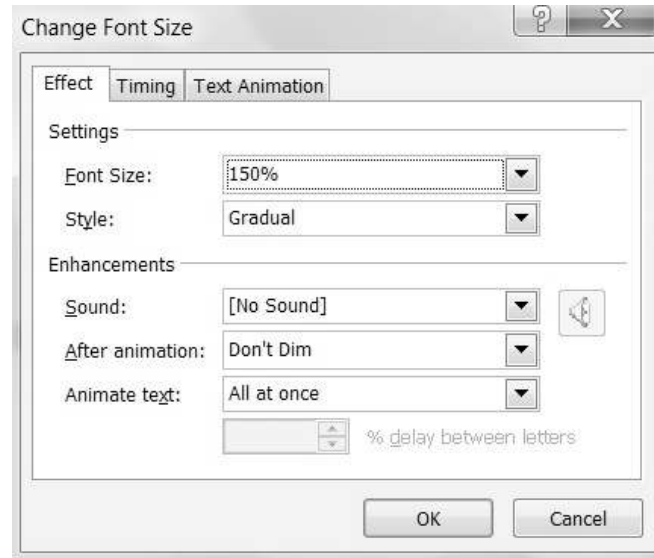 Change Font Size
Effect Timing Text Animation
Settings
Font Size: 150%
Style: Gradual
Enhancements
Sound: [No Sound]
After animation: Don't Dim
Animate text: All at once
% delay between letters
OK Cancel